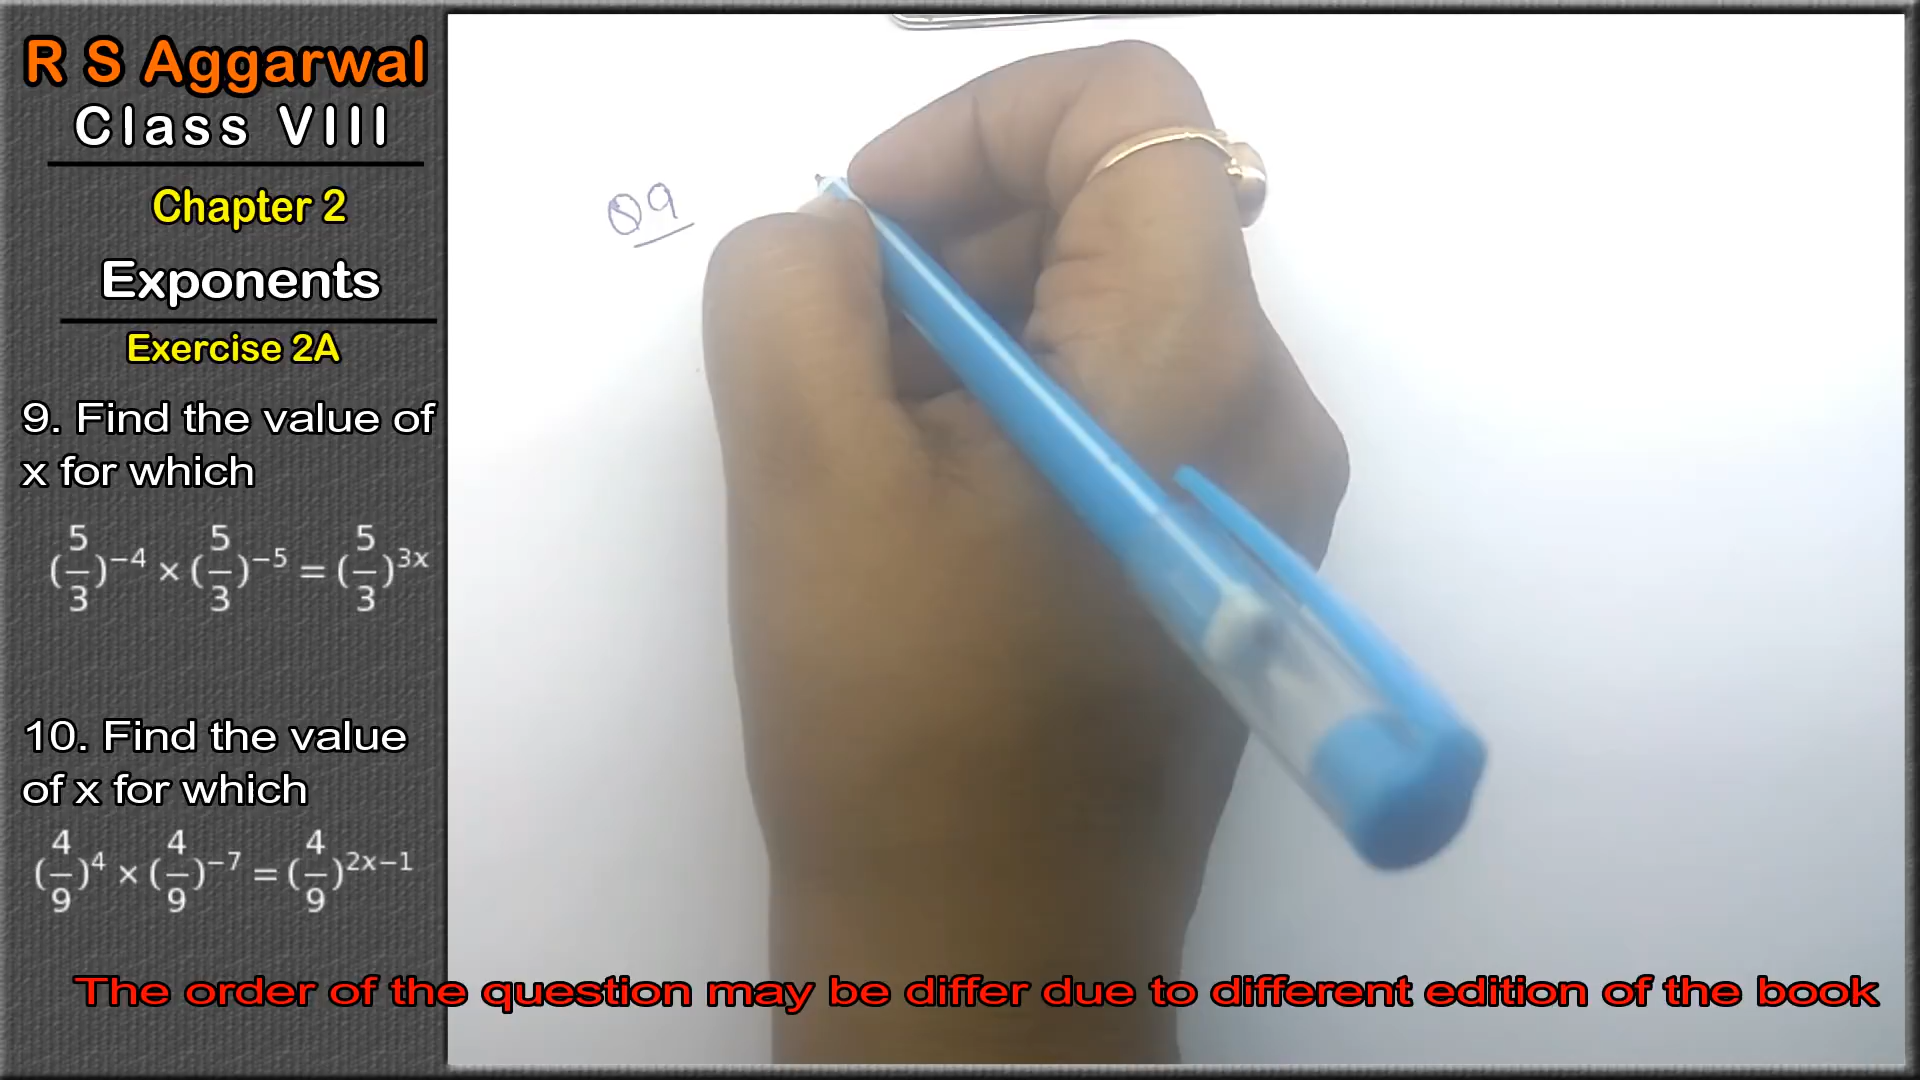 R S Aggarwal
Class VIII
Chapter 2
Exponents
Exercise 2A
9. Find the value of
x for which
(5/3)^−4 × (5/3)^−5 = (5/3)^3x
10. Find the value
of x for which
(4/9)^4 × (4/9)^−7 = (4/9)^2x−1
Q9
The order of the question may be differ due to different edition of the book